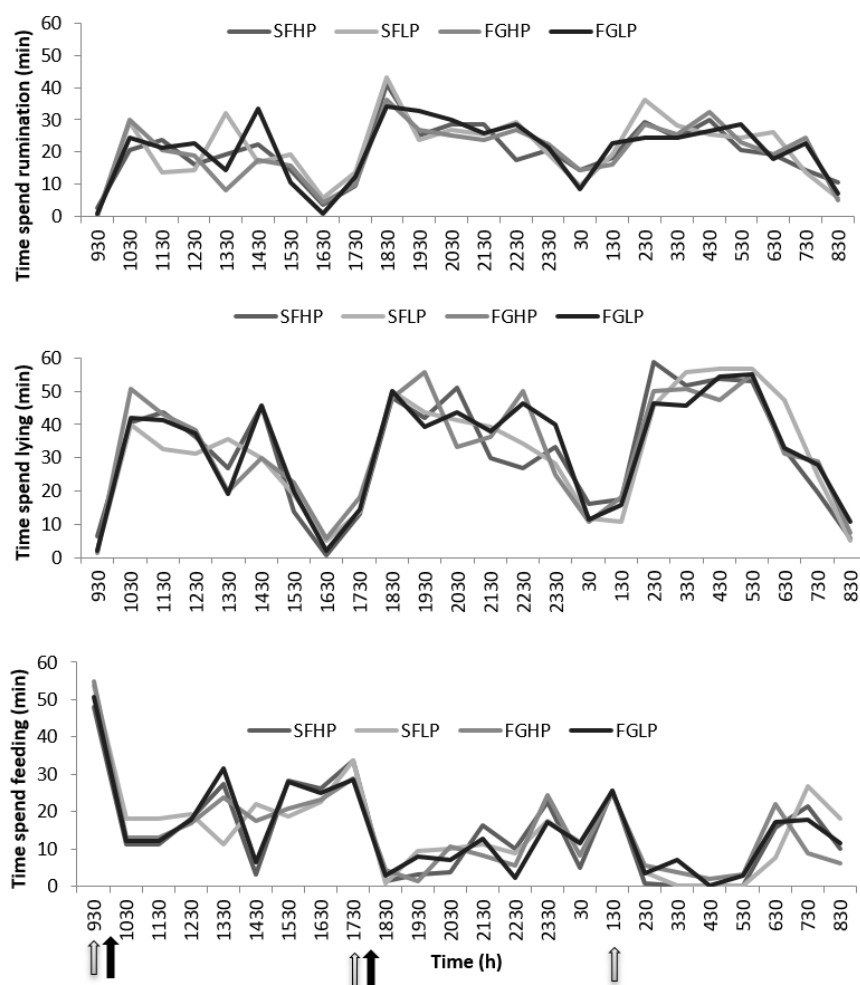 SFHP SFLP FGHP FGLP
Time spend rumination (min)
60
50
40
30
20
10
0
930 1030 1130 1230 1330 1430 1530 1630 1730 1830 1930 2030 2130 2230 2330 30 130 230 330 430 530 630 730 830
SFHP SFLP FGHP FGLP
Time spend lying (min)
60
50
40
30
20
10
0
930 1030 1130 1230 1330 1430 1530 1630 1730 1830 1930 2030 2130 2230 2330 30 130 230 330 430 530 630 730 830
Time spend feeding (min)
60
50
40
30
20
10
0
SFHP SFLP FGHP FGLP
930 1030 1130 1230 1330 1430 1530 1630 1730 1830 1930 2030 2130 2230 2330 30 130 230 330 430 530 630 730 830
Time (h)